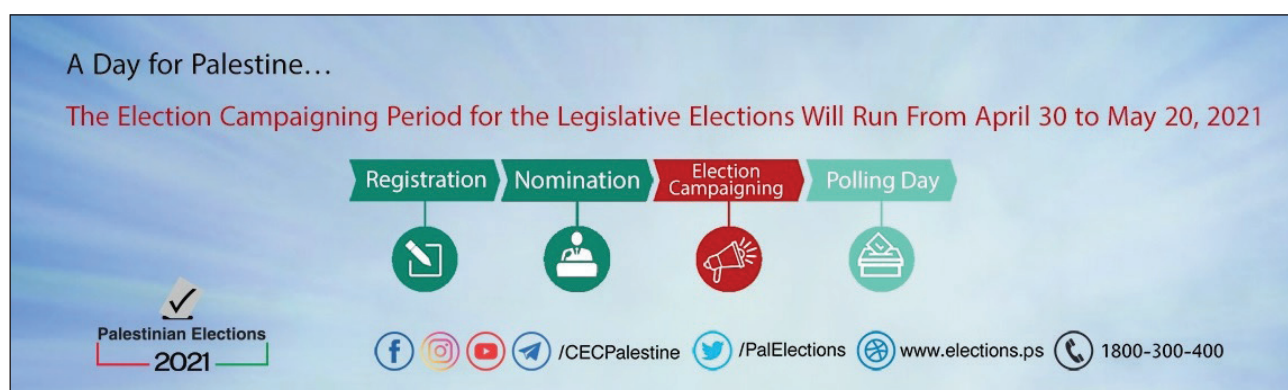 A Day for Palestine...
The Election Campaigning Period for the Legislative Elections Will Run From April 30 to May 20, 2021
Registration
Nomination
Election
Campaigning
Polling Day
Palestinian Elections
2021
/CECPalestine
/PalElections
www.elections.ps
1800-300-400